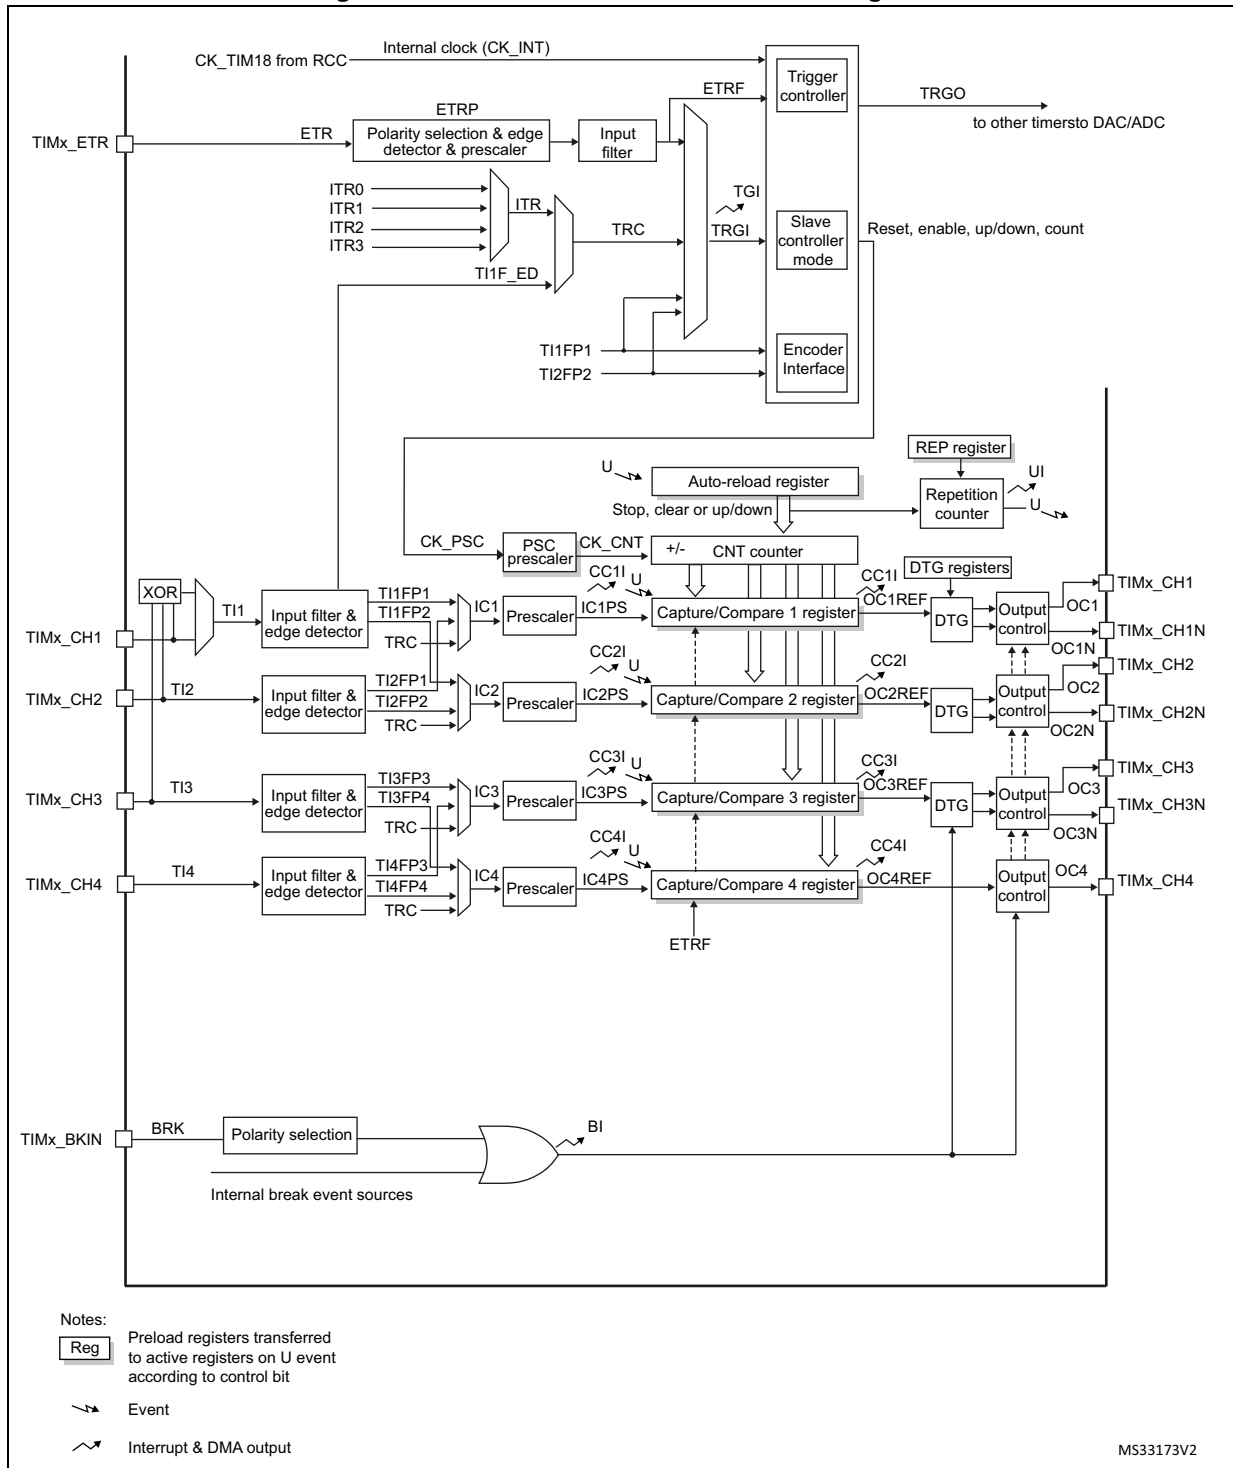 Internal clock (CK_INT)
CK_TIM18 from RCC
Trigger
controller
ETRF
TRGO
to other timersto DAC/ADC
ETRP
TIMx_ETR
ETR
Polarity selection & edge
detector & prescaler
Input
filter
ITR0
ITR1
ITR2
ITR3
ITR
TGI
TRC
TRGI
Slave
controller
mode
Reset, enable, up/down, count
TI1F_ED
TI1FP1
TI2FP2
Encoder
Interface
REP register
U
Auto-reload register
UI
Repetition
counter
U
Stop, clear or up/down
CK_PSC
PSC
prescaler
CK_CNT
+/-
CNT counter
DTG registers
XOR
TI1
TIMx_CH1
Input filter &
edge detector
TI1FP1
TI1FP2
TRC
IC1
Prescaler
IC1PS
CC1I
U
Capture/Compare 1 register
CC1I
OC1REF
DTG
Output
control
OC1
TIMx_CH1
TIMx_CH1N
OC1N
TIMx_CH2
TI2
Input filter &
edge detector
TI2FP1
TI2FP2
TRC
IC2
Prescaler
IC2PS
CC2I
U
Capture/Compare 2 register
CC2I
OC2REF
DTG
Output
control
OC2
TIMx_CH2
TIMx_CH2N
OC2N
TIMx_CH3
TI3
Input filter &
edge detector
TI3FP3
TI3FP4
TRC
IC3
Prescaler
IC3PS
CC3I
U
Capture/Compare 3 register
CC3I
OC3REF
DTG
Output
control
OC3
TIMx_CH3
TIMx_CH3N
OC3N
TIMx_CH4
TI4
Input filter &
edge detector
TI4FP3
TI4FP4
TRC
IC4
Prescaler
IC4PS
CC4I
U
Capture/Compare 4 register
CC4I
OC4REF
Output
control
OC4
TIMx_CH4
ETRF
TIMx_BKIN
BRK
Polarity selection
BI
Internal break event sources
Notes:
Reg
Preload registers transferred
to active registers on U event
according to control bit
Event
Interrupt & DMA output
MS33173V2